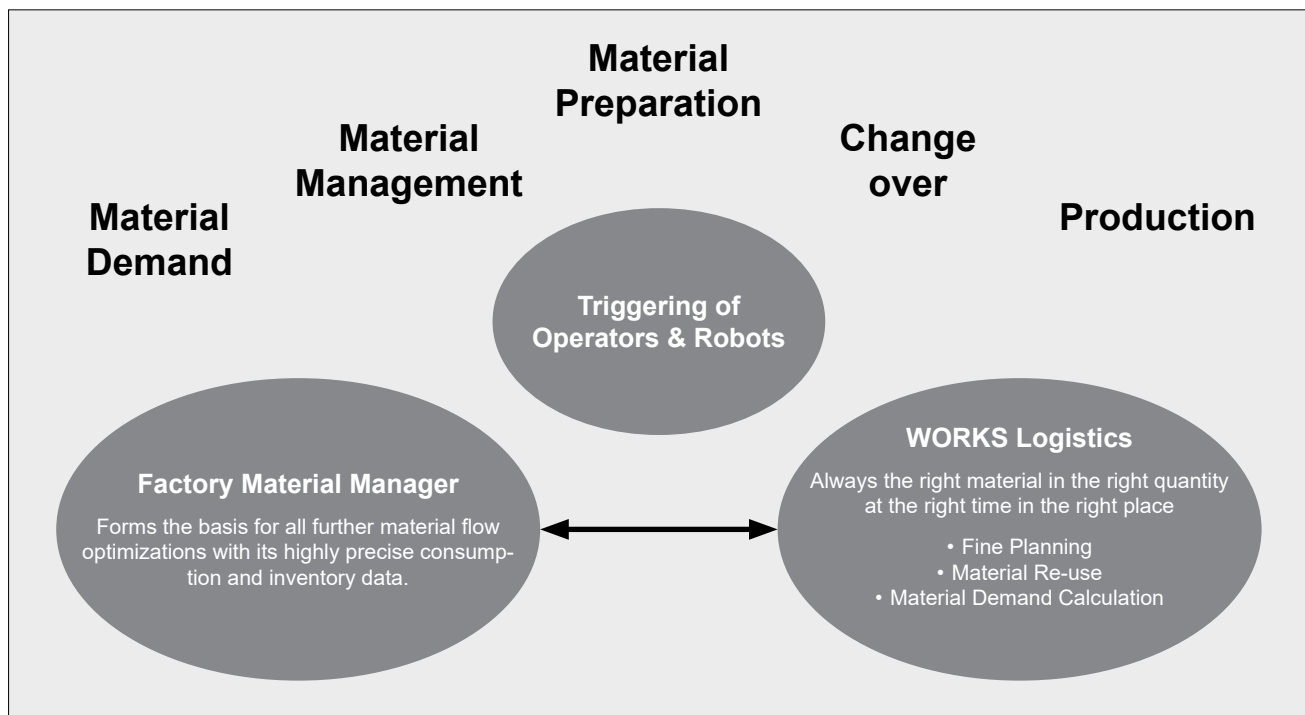 Material
Preparation
Material
Management
Change
over
Material
Demand
Production
Triggering of
Operators & Robots
Factory Material Manager
Forms the basis for all further material flow
optimizations with its highly precise consump-
tion and inventory data.
WORKS Logistics
Always the right material in the right quantity
at the right time in the right place
• Fine Planning
• Material Re-use
• Material Demand Calculation